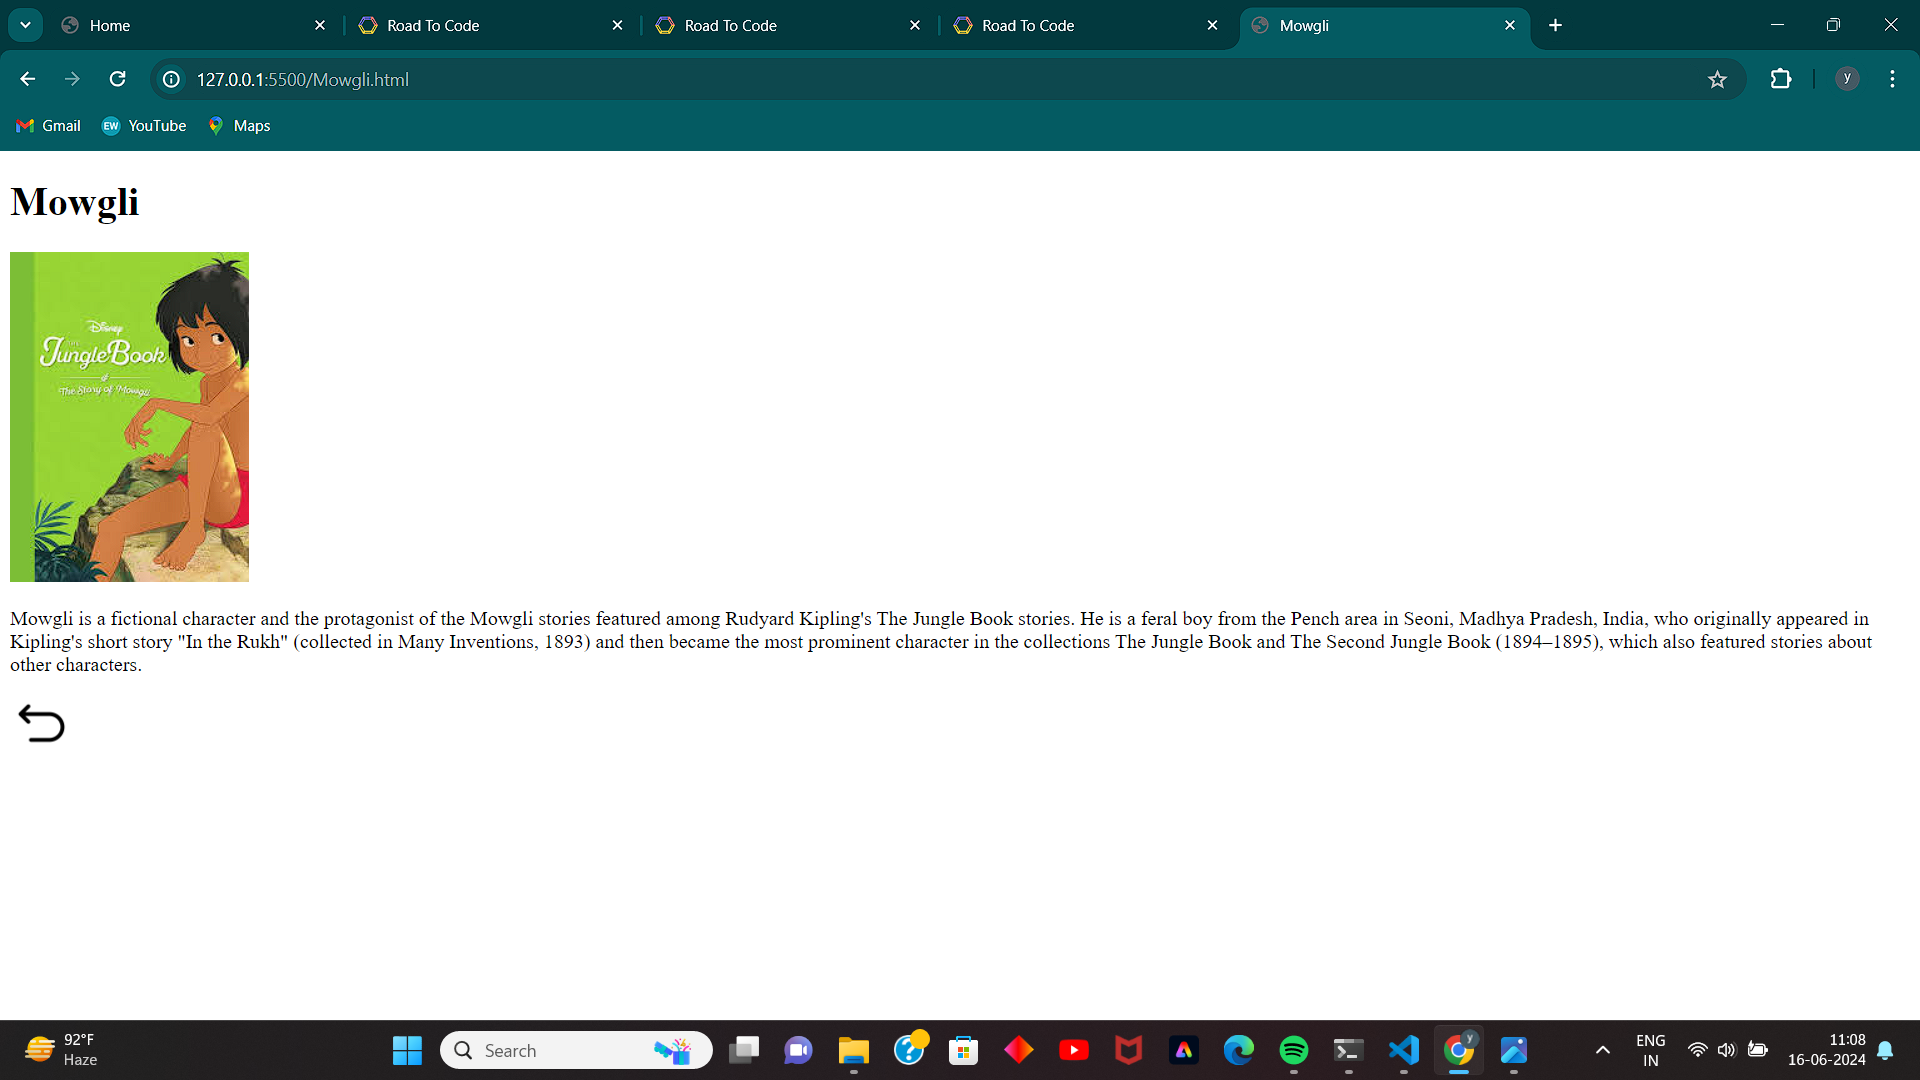 Home
Road To Code
Road To Code
Road To Code
Mowgli
127.0.0.1:5500/Mowgli.html
y
Gmail
EW
YouTube
Maps
Mowgli
Disney
THE
Jungle Book
The Story of Mowgli
Mowgli is a fictional character and the protagonist of the Mowgli stories featured among Rudyard Kipling's The Jungle Book stories. He is a feral boy from the Pench area in Seoni, Madhya Pradesh, India, who originally appeared in
Kipling's short story "In the Rukh" (collected in Many Inventions, 1893) and then became the most prominent character in the collections The Jungle Book and The Second Jungle Book (1894–1895), which also featured stories about
other characters.
92°F
Haze
Search
y
ENG
IN
11:08
16-06-2024